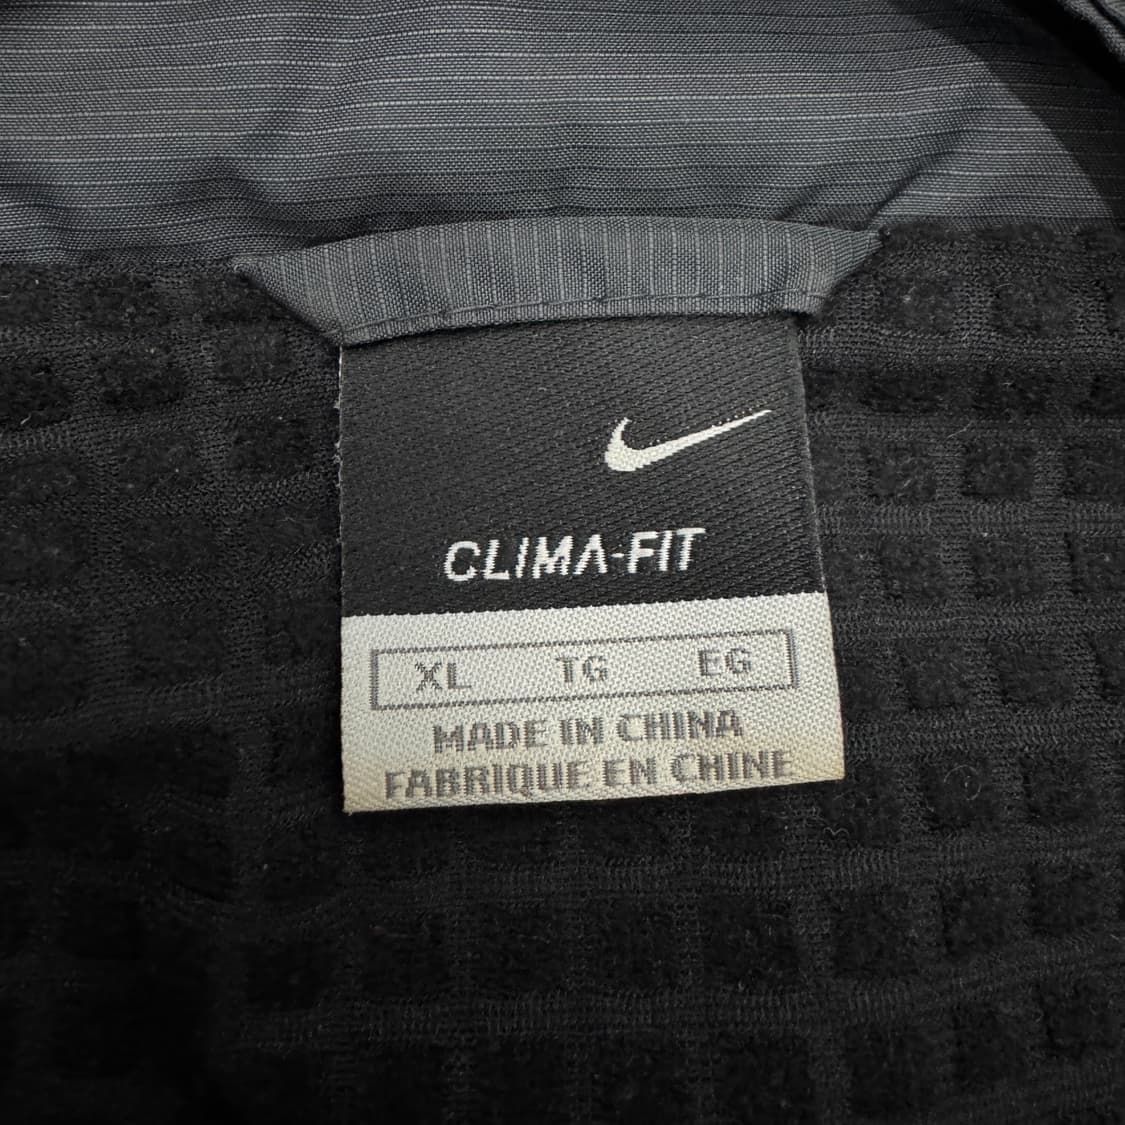 CLIMA-FIT
XL TG EG
MADE IN CHINA
FABRIQUE EN CHINE